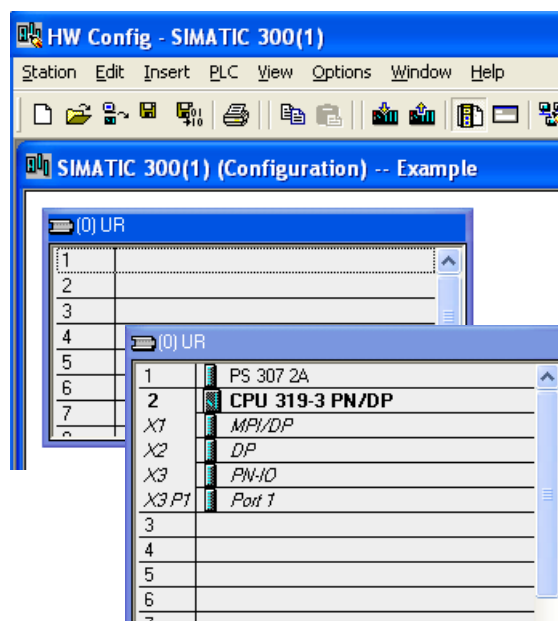 HW Config - SIMATIC 300(1)
Station Edit Insert PLC View Options Window Help
SIMATIC 300(1) (Configuration) -- Example
(0) UR
1
2
3
4
5
6
7
(0) UR
1 PS 307 2A
2 CPU 319-3 PN/DP
X1 MPI/DP
X2 DP
X3 PN-IO
X3 P1 Port 1
3
4
5
6